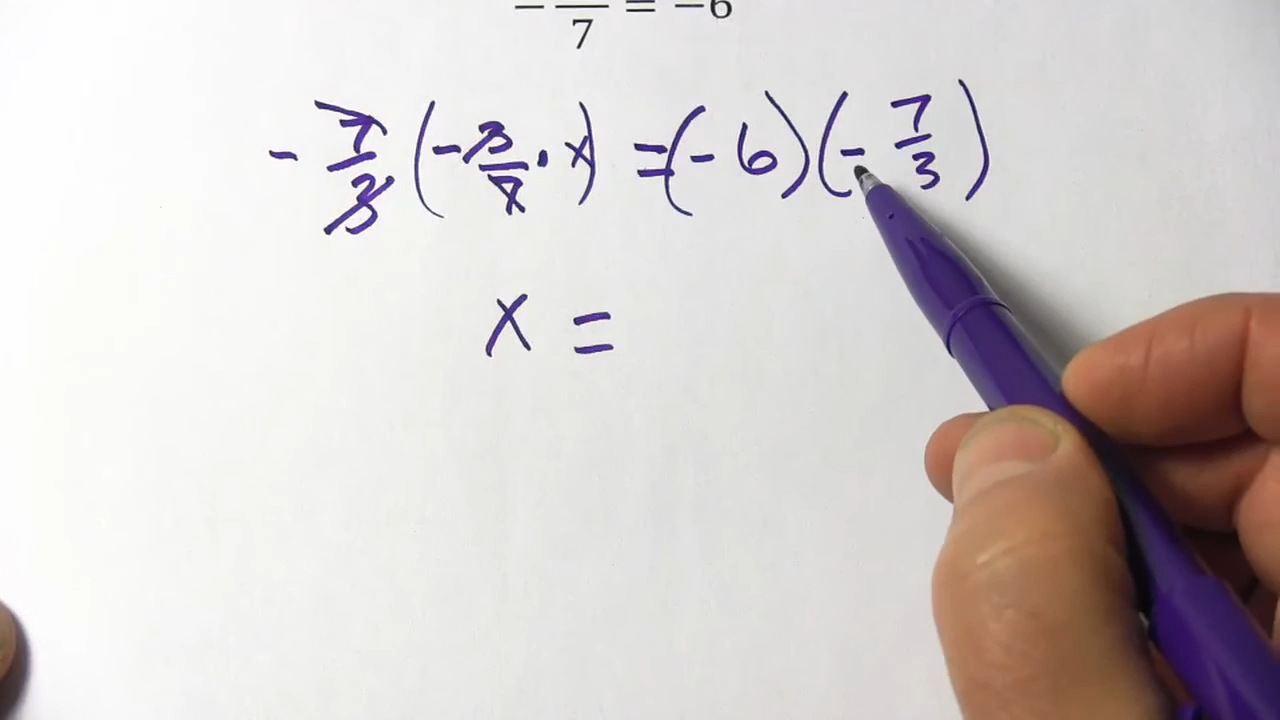 -—/7 = -6
-7/3 (-3/7 · x) = (-6)(-7/3)
x =